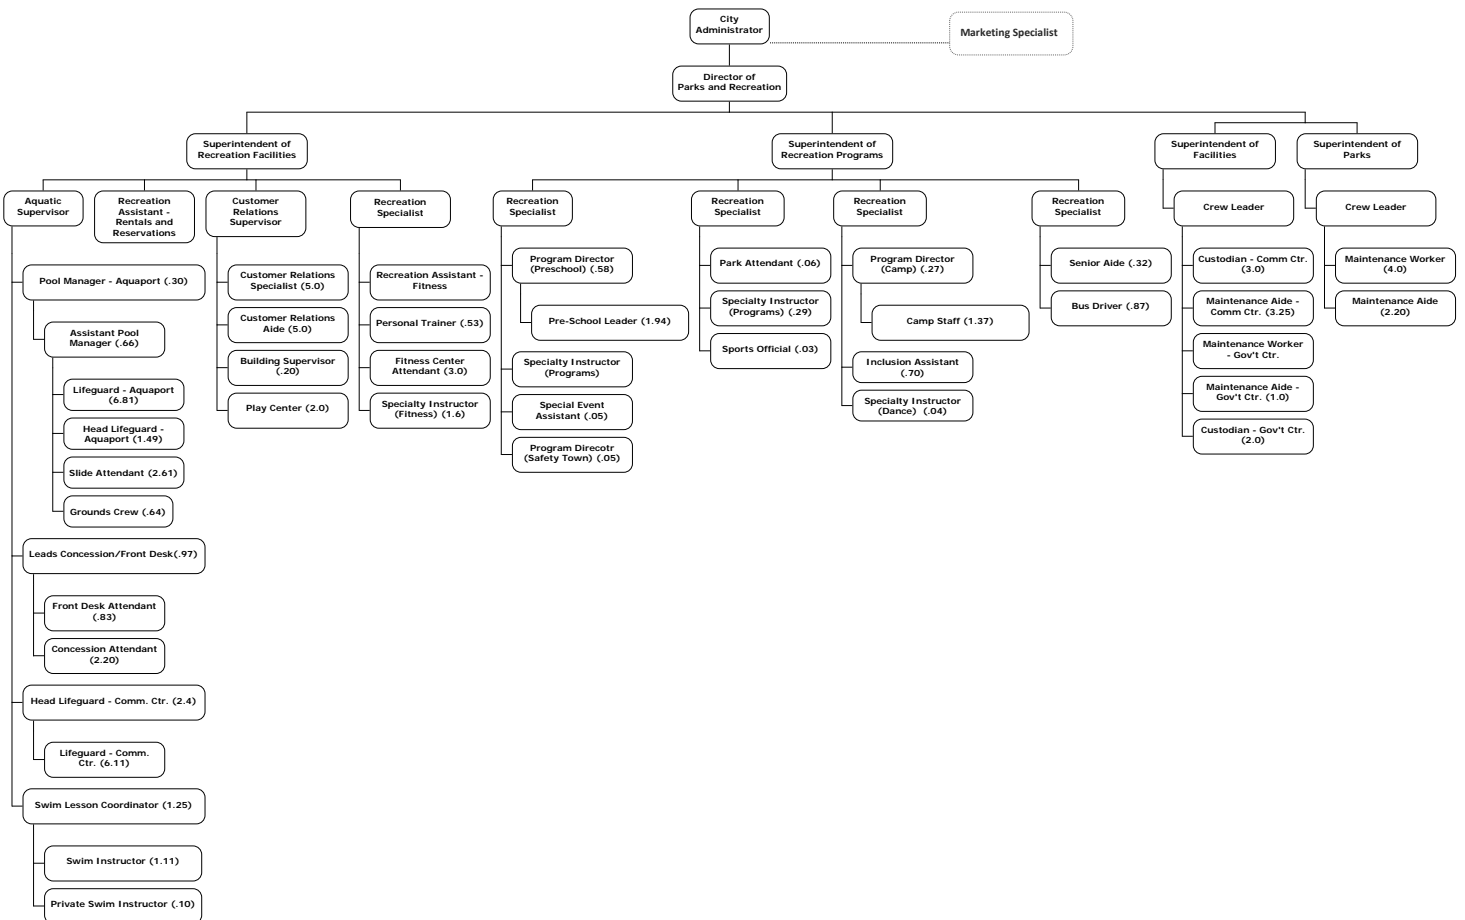 City
Administrator
Marketing Specialist
Director of
Parks and Recreation
Superintendent of
Recreation Facilities
Superintendent of
Recreation Programs
Superintendent of
Facilities
Superintendent of
Parks
Aquatic
Supervisor
Recreation
Assistant -
Rentals and
Reservations
Customer
Relations
Supervisor
Recreation
Specialist
Recreation
Specialist
Recreation
Specialist
Recreation
Specialist
Recreation
Specialist
Crew Leader
Crew Leader
Pool Manager - Aquaport (.30)
Assistant Pool
Manager (.66)
Lifeguard - Aquaport
(6.81)
Head Lifeguard -
Aquaport (1.49)
Slide Attendant (2.61)
Grounds Crew (.64)
Leads Concession/Front Desk(.97)
Front Desk Attendant
(.83)
Concession Attendant
(2.20)
Head Lifeguard - Comm. Ctr. (2.4)
Lifeguard - Comm.
Ctr. (6.11)
Swim Lesson Coordinator (1.25)
Swim Instructor (1.11)
Private Swim Instructor (.10)
Customer Relations
Specialist (5.0)
Customer Relations
Aide (5.0)
Building Supervisor
(.20)
Play Center (2.0)
Recreation Assistant -
Fitness
Personal Trainer (.53)
Fitness Center
Attendant (3.0)
Specialty Instructor
(Fitness) (1.6)
Program Director
(Preschool) (.58)
Pre-School Leader (1.94)
Specialty Instructor
(Programs)
Special Event
Assistant (.05)
Program Direcotr
(Safety Town) (.05)
Park Attendant (.06)
Specialty Instructor
(Programs) (.29)
Sports Official (.03)
Program Director
(Camp) (.27)
Camp Staff (1.37)
Inclusion Assistant
(.70)
Specialty Instructor
(Dance) (.04)
Senior Aide (.32)
Bus Driver (.87)
Custodian - Comm Ctr.
(3.0)
Maintenance Aide -
Comm Ctr. (3.25)
Maintenance Worker
- Gov't Ctr.
Maintenance Aide -
Gov't Ctr. (1.0)
Custodian - Gov't Ctr.
(2.0)
Maintenance Worker
(4.0)
Maintenance Aide
(2.20)